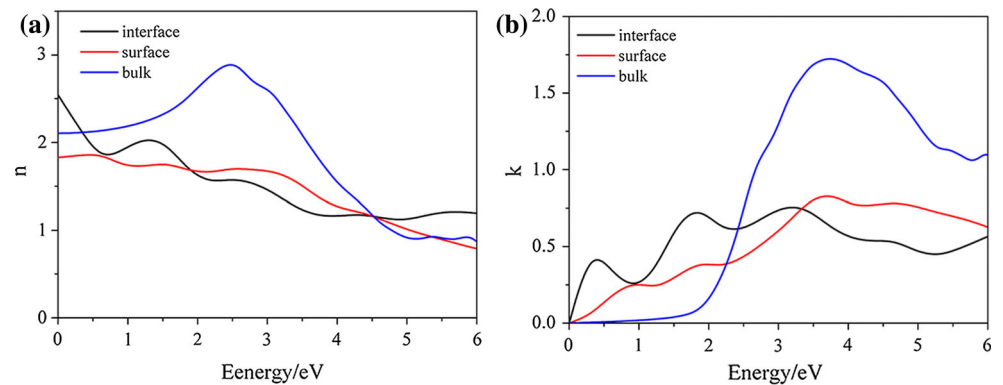 (a)
interface
surface
bulk
3
2
1
0
n
0 1 2 3 4 5 6
Eenergy/eV
(b)
interface
surface
bulk
2.0
1.5
1.0
0.5
0.0
k
0 1 2 3 4 5 6
Energy/eV